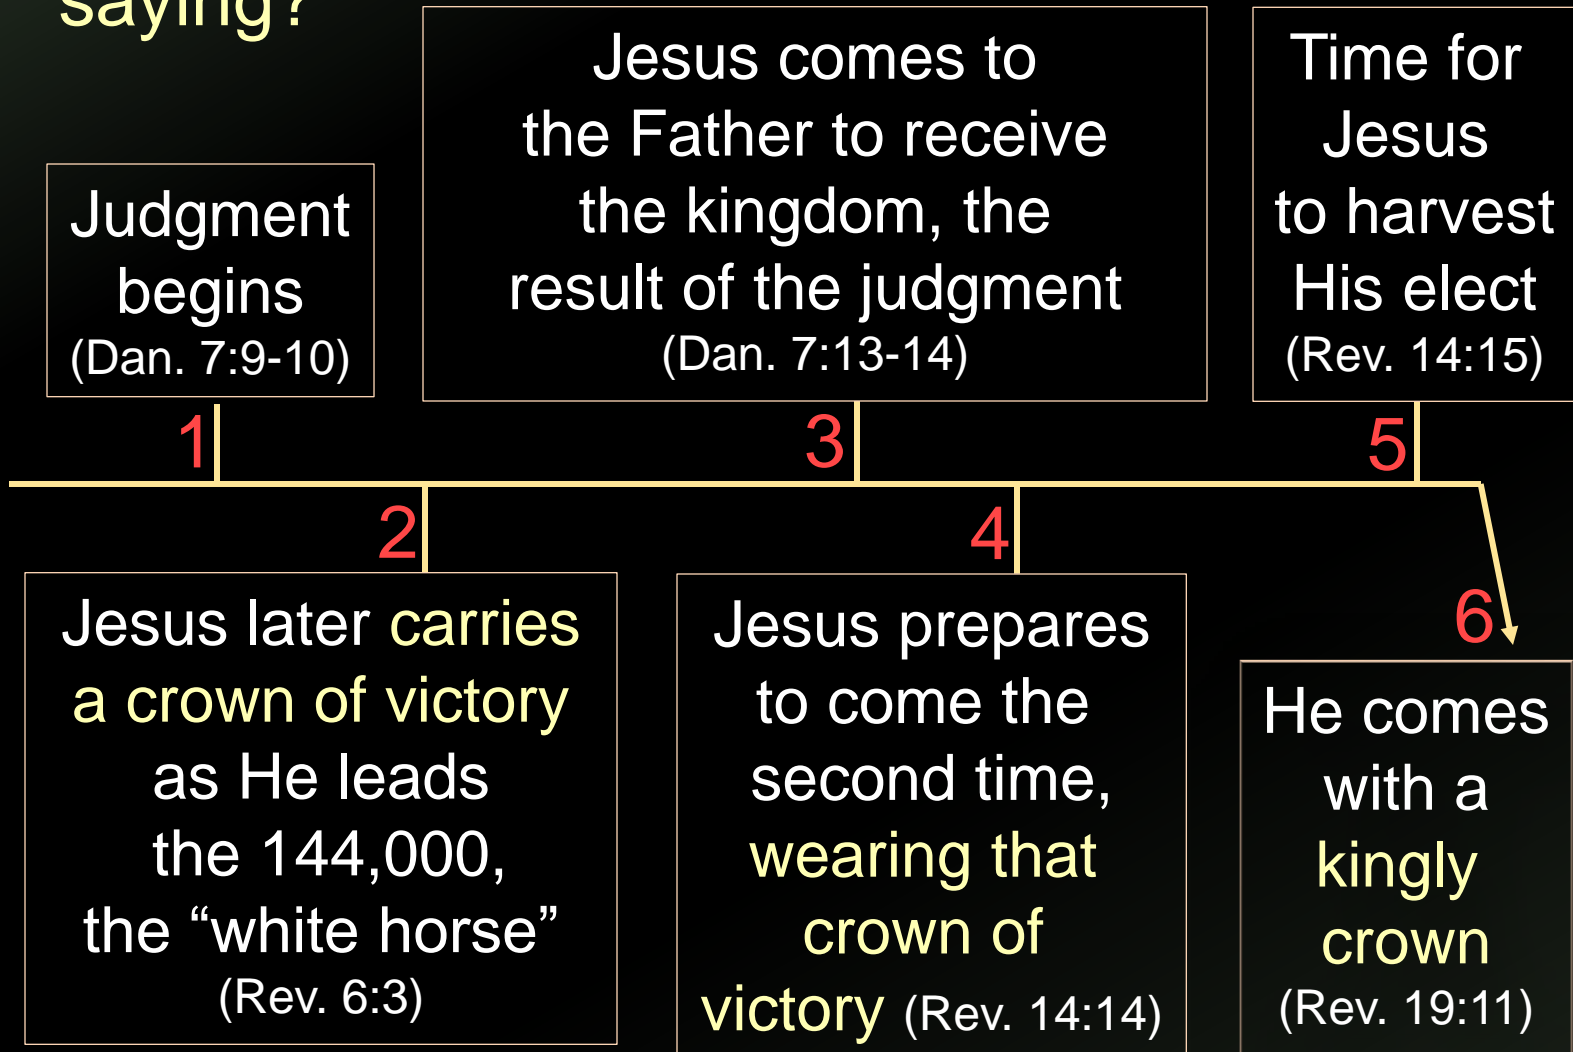 saying?
Judgment
begins
(Dan. 7:9-10)
1
Jesus later carries
a crown of victory
as He leads
the 144,000,
the “white horse”
(Rev. 6:3)
2
Jesus comes to
the Father to receive
the kingdom, the
result of the judgment
(Dan. 7:13-14)
3
Jesus prepares
to come the
second time,
wearing that
crown of
victory (Rev. 14:14)
4
Time for
Jesus
to harvest
His elect
(Rev. 14:15)
5
6
He comes
with a
kingly
crown
(Rev. 19:11)